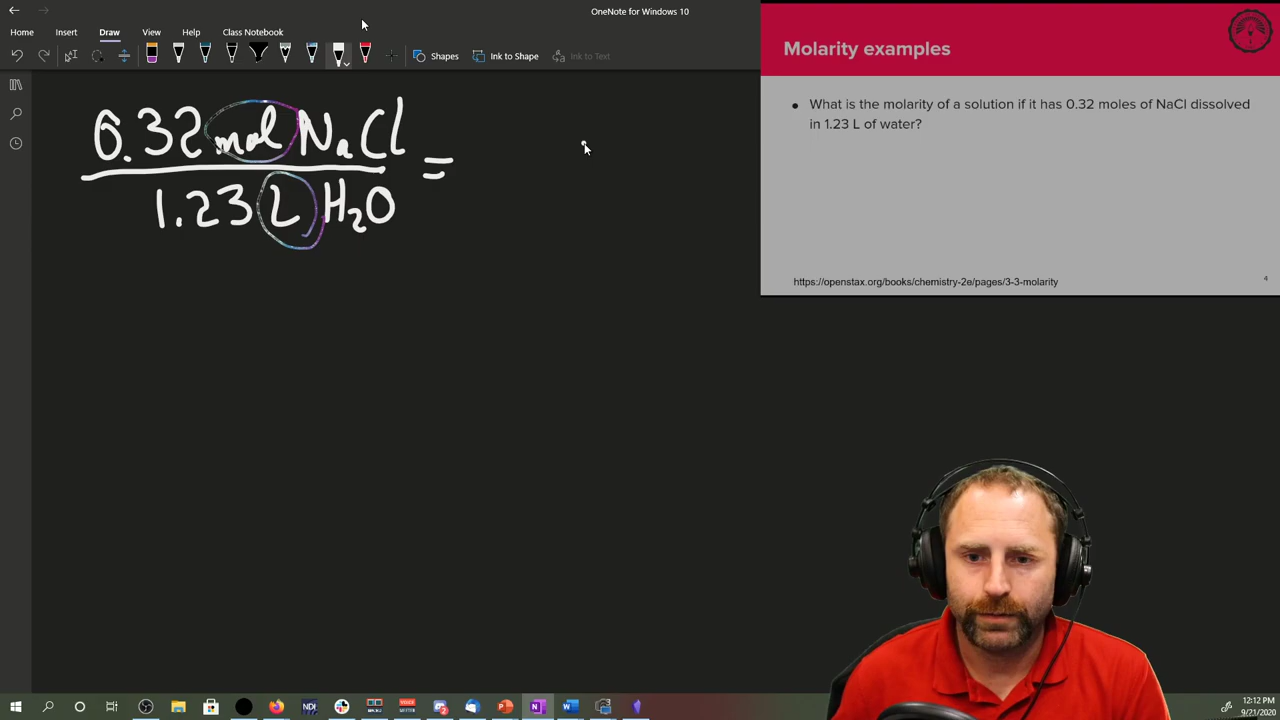 OneNote for Windows 10
Home Insert Draw View Help Class Notebook
Shapes Ink to Shape Ink to Text
0.32 mol NaCl =
1.23 L H₂O
Molarity examples
• What is the molarity of a solution if it has 0.32 moles of NaCl dissolved
in 1.23 L of water?
https://openstax.org/books/chemistry-2e/pages/3-3-molarity
4
12:12 PM
9/21/2020